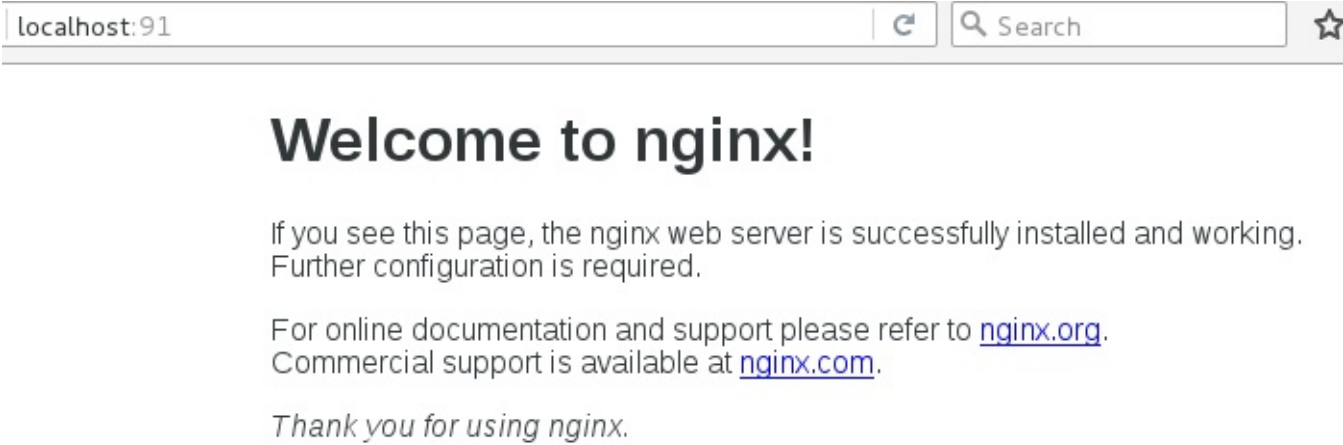 localhost:91
Search
Welcome to nginx!
If you see this page, the nginx web server is successfully installed and working.
Further configuration is required.
For online documentation and support please refer to nginx.org.
Commercial support is available at nginx.com.
Thank you for using nginx.